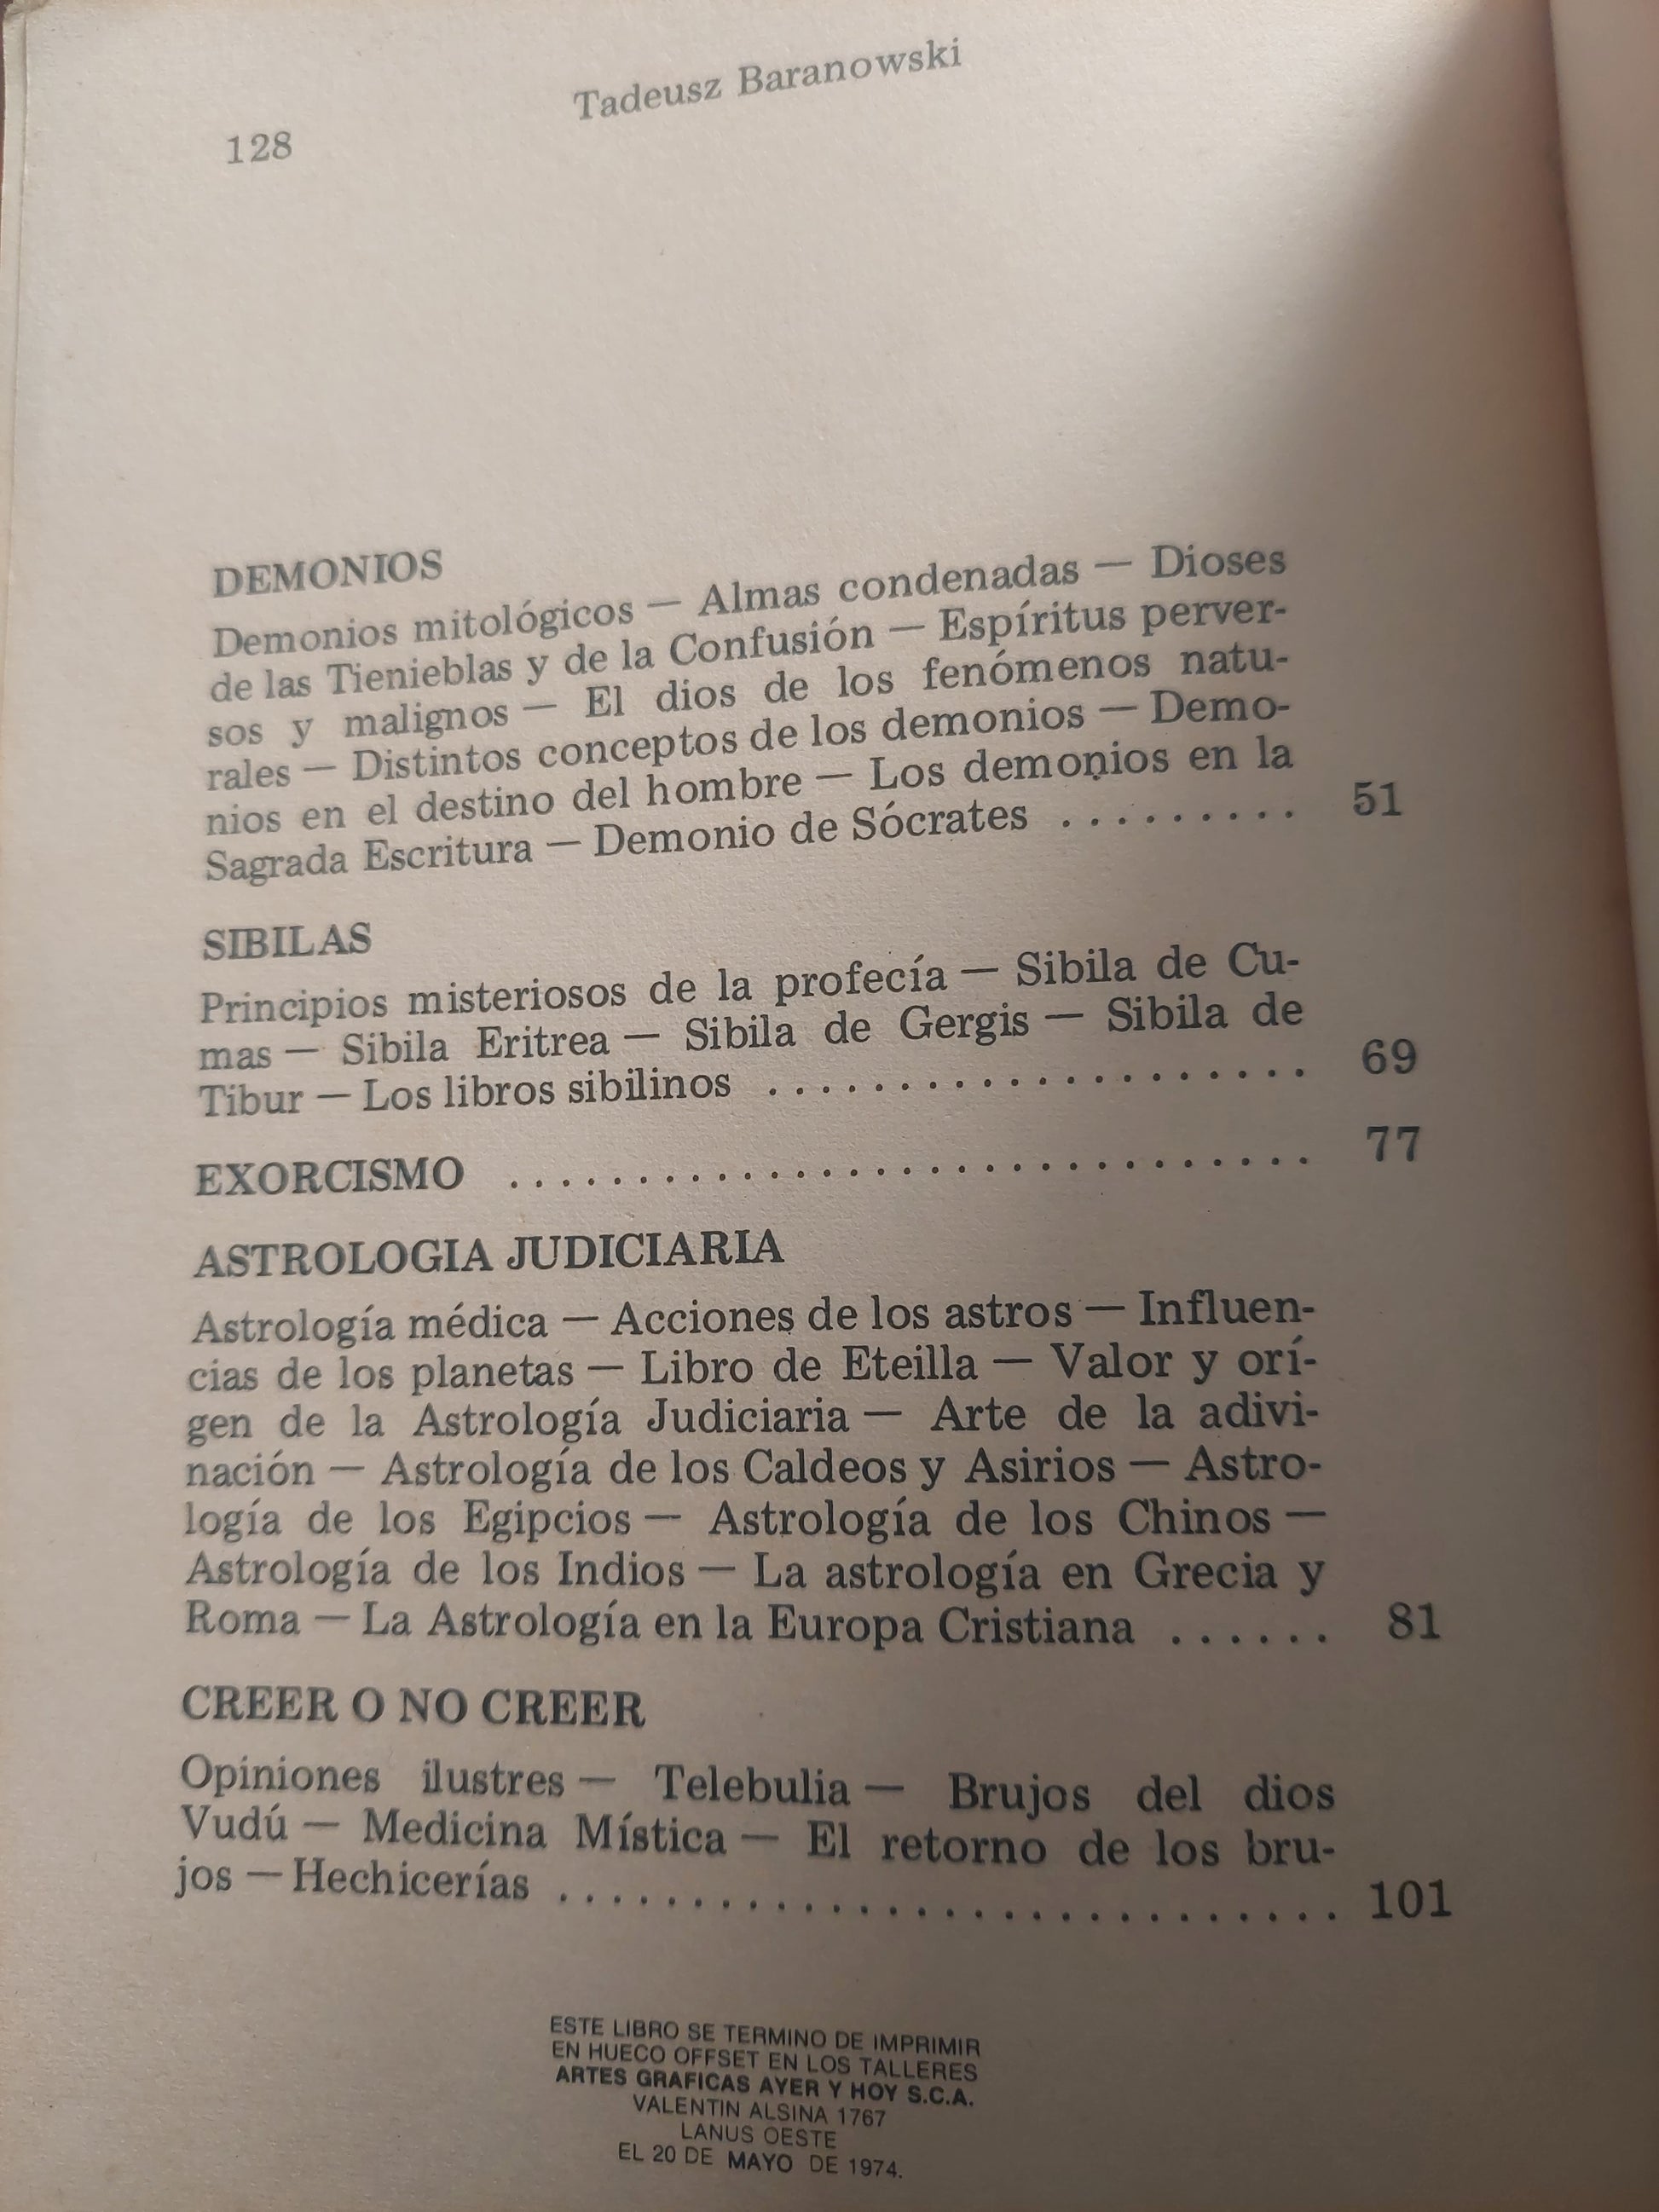 128
Tadeusz Baranowski
DEMONIOS
Demonios mitológicos — Almas condenadas — Dioses
de las Tienieblas y de la Confusión — Espíritus perver-
sos y malignos — El dios de los fenómenos natu-
rales — Distintos conceptos de los demonios — Demo-
nios en el destino del hombre — Los demonios en la
Sagrada Escritura — Demonio de Sócrates . . . . . . . . . 51
SIBILAS
Principios misteriosos de la profecía — Sibila de Cu-
mas — Sibila Eritrea — Sibila de Gergis — Sibila de
Tibur — Los libros sibilinos . . . . . . . . . . . . . . . . . . . . 69
EXORCISMO . . . . . . . . . . . . . . . . . . . . . . . . . . . . . . 77
ASTROLOGIA JUDICIARIA
Astrología médica — Acciones de los astros — Influen-
cias de los planetas — Libro de Eteilla — Valor y orí-
gen de la Astrología Judiciaria — Arte de la adivi-
nación — Astrología de los Caldeos y Asirios — Astro-
logía de los Egipcios — Astrología de los Chinos —
Astrología de los Indios — La astrología en Grecia y
Roma — La Astrología en la Europa Cristiana . . . . . . 81
CREER O NO CREER
Opiniones ilustres — Telebulia — Brujos del dios
Vudú — Medicina Mística — El retorno de los bru-
jos — Hechicerías . . . . . . . . . . . . . . . . . . . . . . . . . . . . . 101
ESTE LIBRO SE TERMINO DE IMPRIMIR
EN HUECO OFFSET EN LOS TALLERES
ARTES GRAFICAS AYER Y HOY S.C.A.
VALENTIN ALSINA 1767
LANUS OESTE
EL 20 DE MAYO DE 1974.